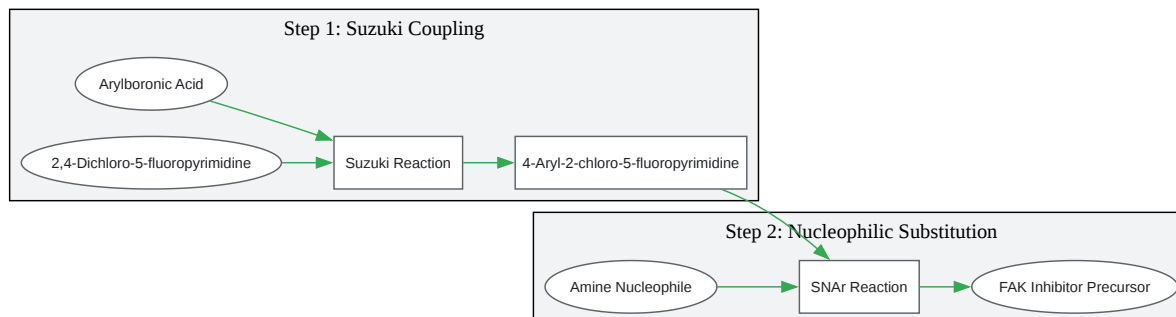 Step 1: Suzuki Coupling
Arylboronic Acid
2,4-Dichloro-5-fluoropyrimidine
Suzuki Reaction
4-Aryl-2-chloro-5-fluoropyrimidine
Step 2: Nucleophilic Substitution
Amine Nucleophile
SNAr Reaction
FAK Inhibitor Precursor